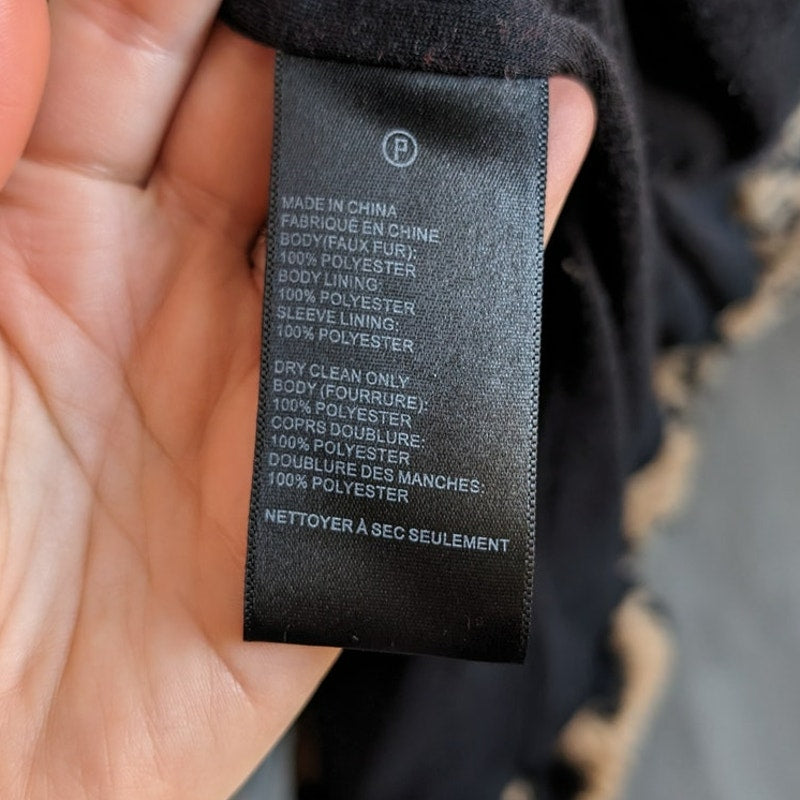 P
MADE IN CHINA
FABRIQUE EN CHINE
BODY(FAUX FUR):
100% POLYESTER
BODY LINING:
100% POLYESTER
SLEEVE LINING:
100% POLYESTER
DRY CLEAN ONLY
BODY (FOURRURE):
100% POLYESTER
COPRS DOUBLURE:
100% POLYESTER
DOUBLURE DES MANCHES:
100% POLYESTER
NETTOYER À SEC SEULEMENT